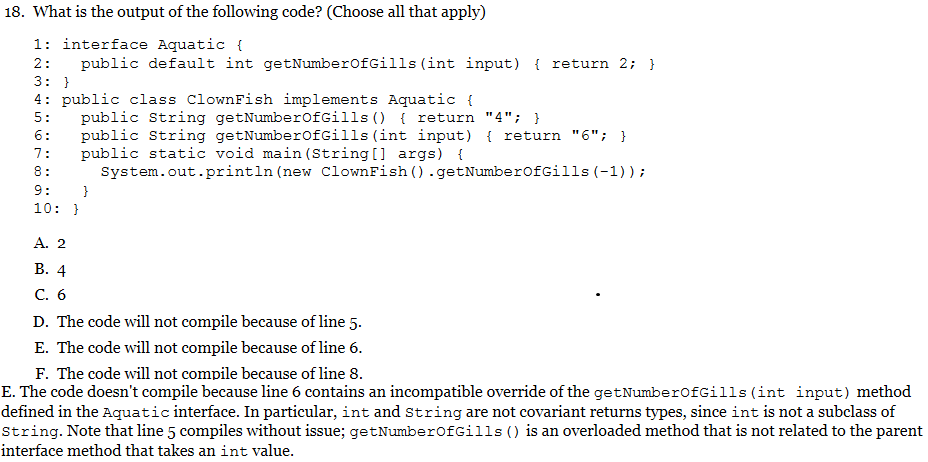 18. What is the output of the following code? (Choose all that apply)
1: interface Aquatic {
2: public default int getNumberOfGills(int input) { return 2; }
3: }
4: public class ClownFish implements Aquatic {
5: public String getNumberOfGills() { return "4"; }
6: public String getNumberOfGills(int input) { return "6"; }
7: public static void main(String[] args) {
8: System.out.println(new ClownFish().getNumberOfGills(-1));
9: }
10: }
A. 2
B. 4
C. 6
D. The code will not compile because of line 5.
E. The code will not compile because of line 6.
F. The code will not compile because of line 8.
E. The code doesn't compile because line 6 contains an incompatible override of the getNumberOfGills(int input) method
defined in the Aquatic interface. In particular, int and String are not covariant returns types, since int is not a subclass of
String. Note that line 5 compiles without issue; getNumberOfGills() is an overloaded method that is not related to the parent
interface method that takes an int value.